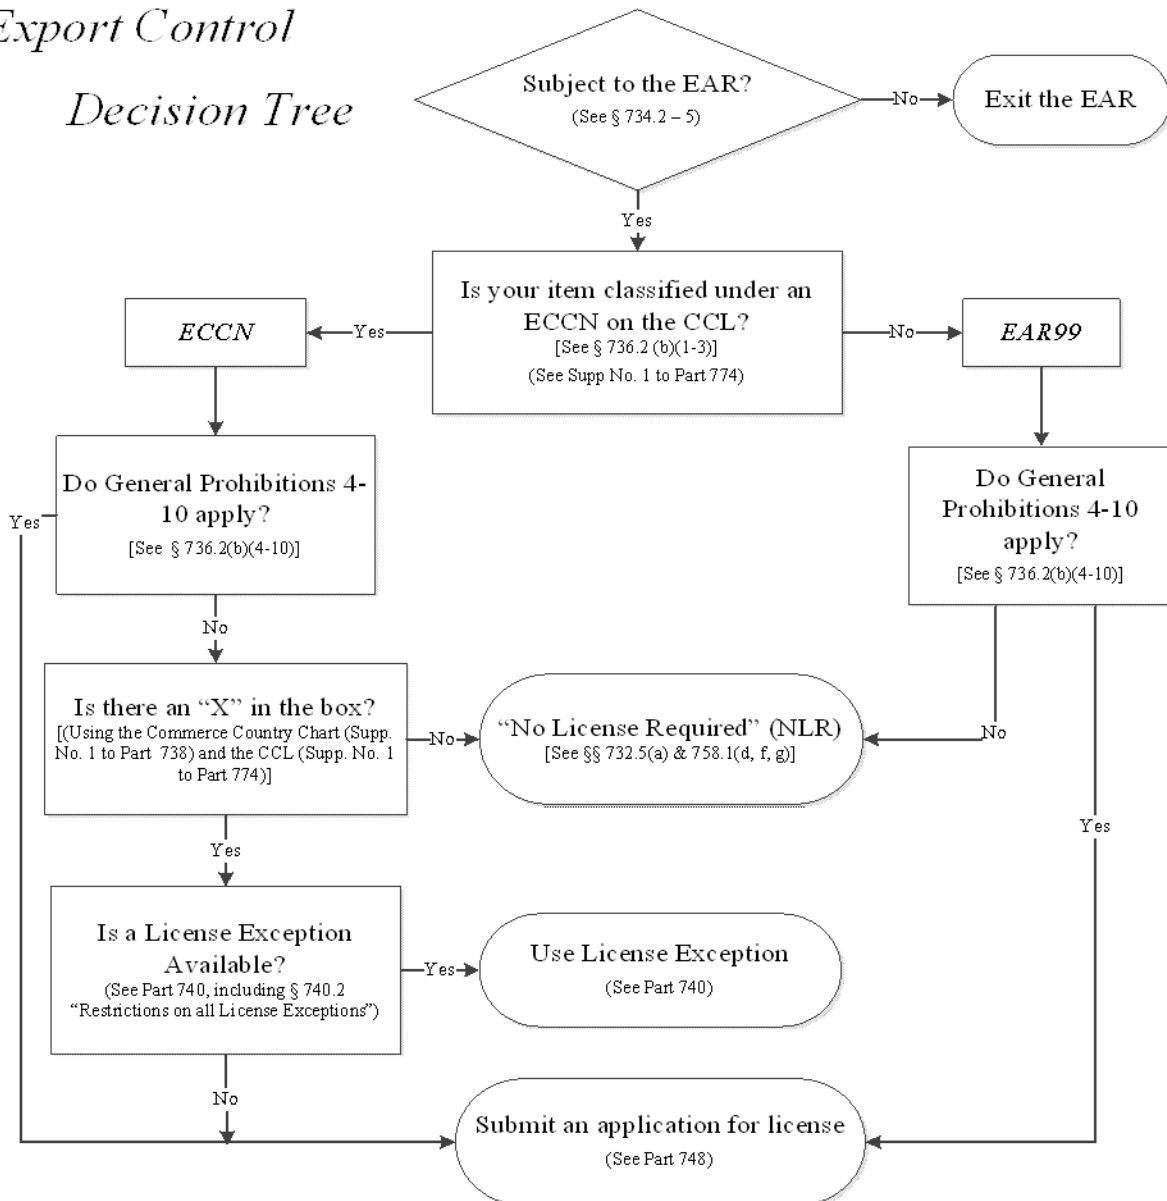 Export Control
Decision Tree
Subject to the EAR?
(See § 734.2 – 5)
No
Exit the EAR
Yes
Is your item classified under an
ECCN on the CCL?
[See § 736.2 (b)(1-3)]
(See Supp No. 1 to Part 774)
Yes
ECCN
No
EAR99
Do General Prohibitions 4-
10 apply?
[See § 736.2(b)(4-10)]
Yes
Do General
Prohibitions 4-10
apply?
[See § 736.2(b)(4-10)]
No
Is there an “X” in the box?
[(Using the Commerce Country Chart (Supp.
No. 1 to Part 738) and the CCL (Supp. No. 1
to Part 774)]
No
“No License Required” (NLR)
[See §§ 732.5(a) & 758.1(d, f, g)]
No
Yes
Yes
Is a License Exception
Available?
(See Part 740, including § 740.2
“Restrictions on all License Exceptions”)
Yes
Use License Exception
(See Part 740)
No
Submit an application for license
(See Part 748)